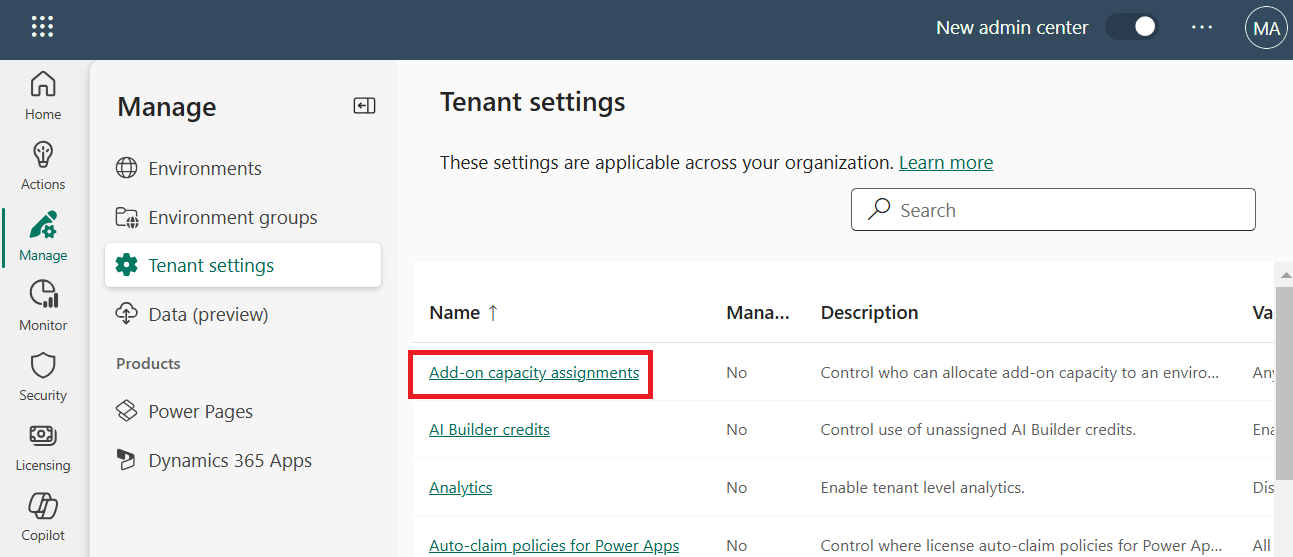 New admin center
...
MA
Home
Actions
Manage
Monitor
Security
Licensing
Copilot
Manage
Environments
Environment groups
Tenant settings
Data (preview)
Products
Power Pages
Dynamics 365 Apps
Tenant settings
These settings are applicable across your organization. Learn more
Search
Name ↑ Mana... Description Va
Add-on capacity assignments No Control who can allocate add-on capacity to an enviro... Any
AI Builder credits No Control use of unassigned AI Builder credits. Ena
Analytics No Enable tenant level analytics. Dis
Auto-claim policies for Power Apps No Control where license auto-claim policies for Power Ap... All